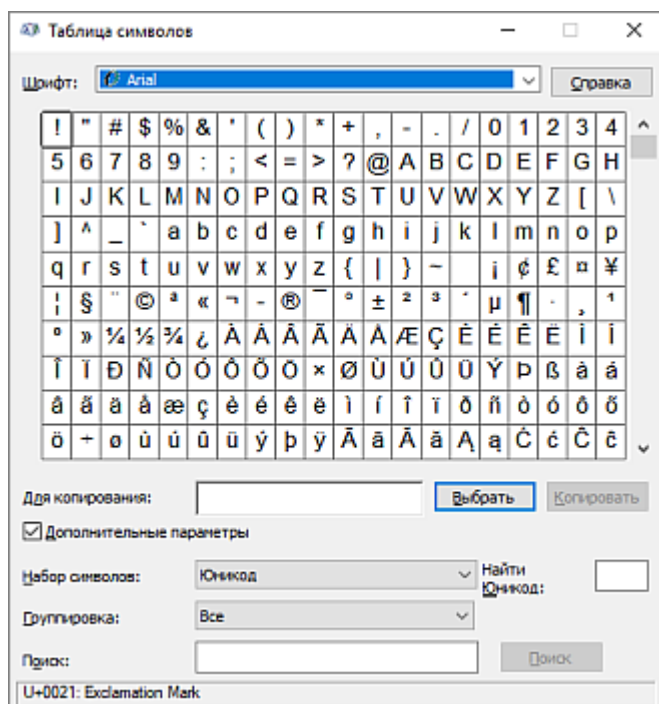 Таблица символов
Шрифт: Arial Справка
! " # $ % & ' ( ) * + , - . / 0 1 2 3 4
5 6 7 8 9 : ; < = > ? @ A B C D E F G H
I J K L M N O P Q R S T U V W X Y Z [ \
] ^ _ ` a b c d e f g h i j k l m n o p
q r s t u v w x y z { | } ~ ¡ ¢ £ ¤ ¥
¦ § ¨ © ª « ¬ - ® ¯ ° ± ² ³ ´ µ ¶ · ¸ ¹
º » ¼ ½ ¾ ¿ À Á Â Ã Ä Å Æ Ç È É Ê Ë Ì Í
Î Ï Ð Ñ Ò Ó Ô Õ Ö × Ø Ù Ú Û Ü Ý Þ ß à á
â ã ä å æ ç è é ê ë ì í î ï ð ñ ò ó ô õ
ö ÷ ø ù ú û ü ý þ ÿ Ā ā Ă ă Ą ą Ć ć Ĉ ĉ
Для копирования: Выбрать Копировать
Дополнительные параметры
Набор символов: Юникод Найти Юникод:
Группировка: Все
Поиск: Поиск
U+0021: Exclamation Mark